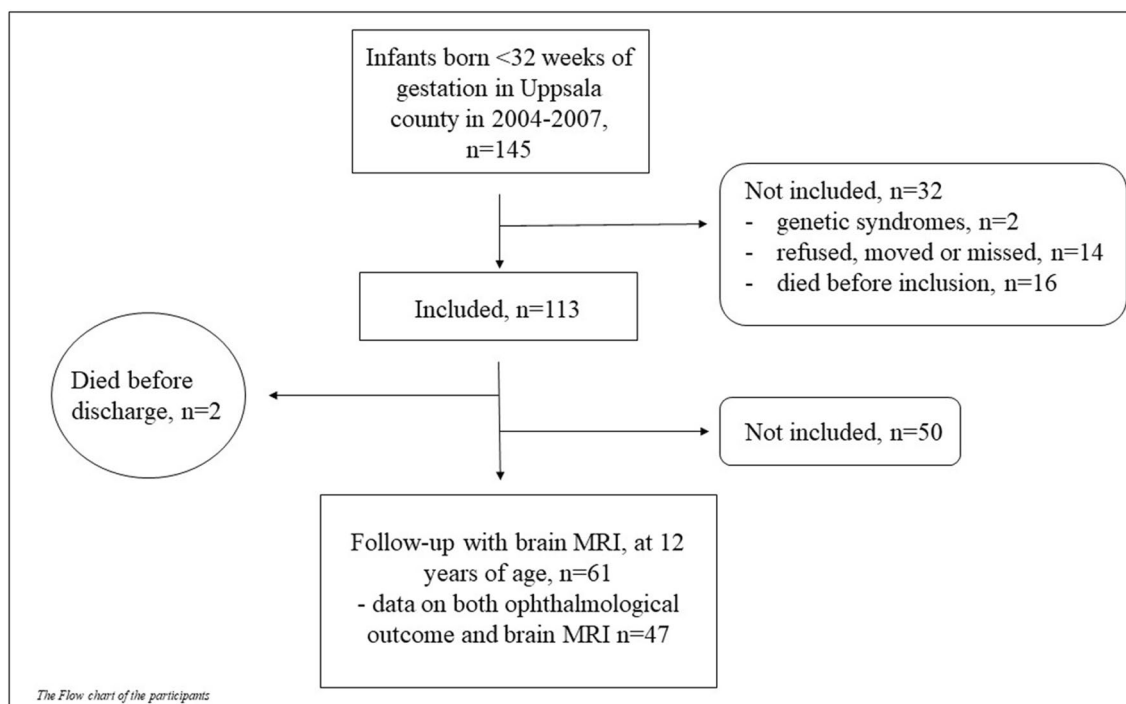 Infants born <32 weeks of
gestation in Uppsala
county in 2004-2007,
n=145
Not included, n=32
- genetic syndromes, n=2
- refused, moved or missed, n=14
- died before inclusion, n=16
Included, n=113
Died before
discharge, n=2
Not included, n=50
Follow-up with brain MRI, at 12
years of age, n=61
- data on both ophthalmological
outcome and brain MRI n=47
The Flow chart of the participants